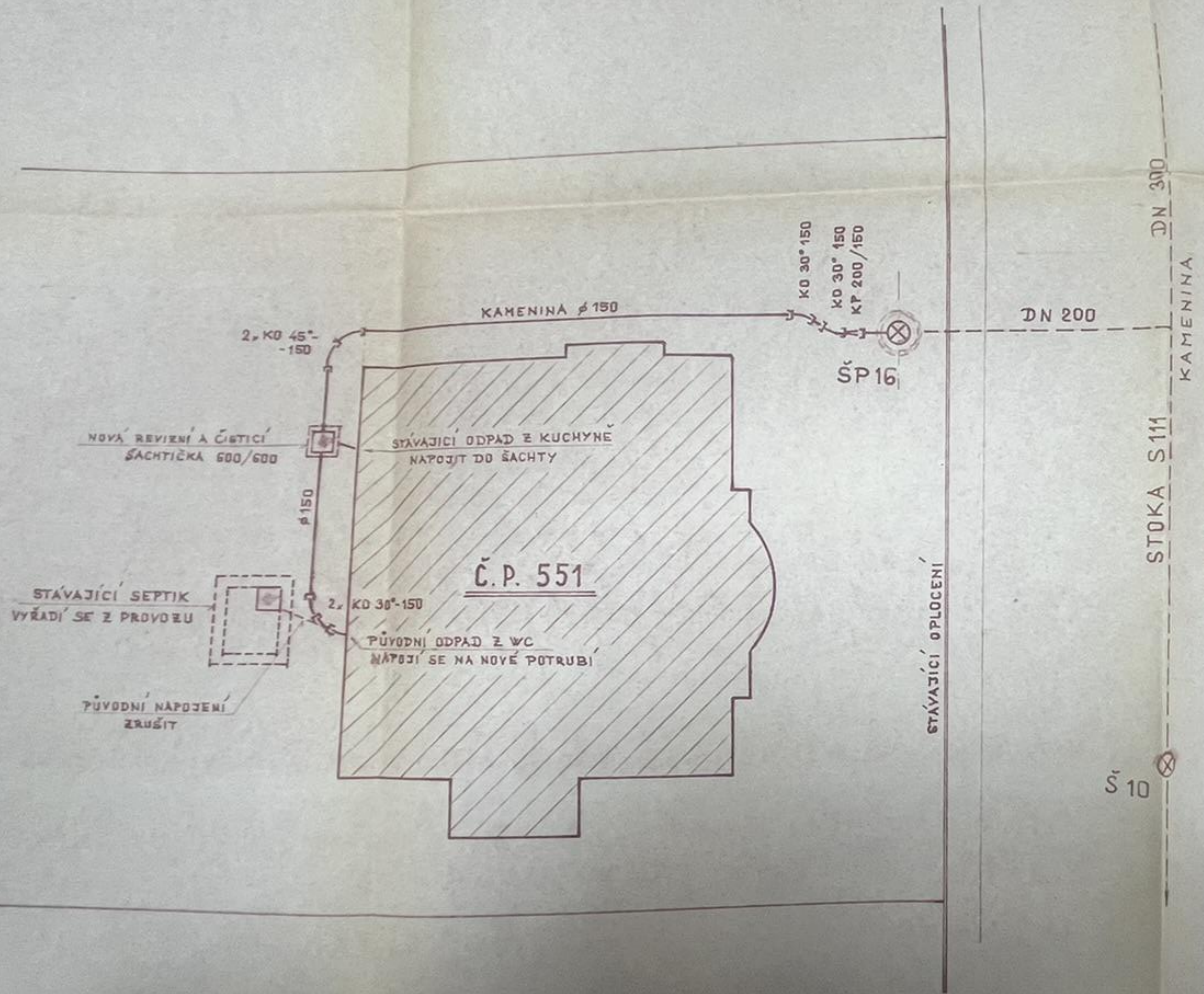 DN 300
KAMENINA
KO 30° 150
KO 30° 150
KP 200/150
KAMENINA ⌀ 150
DN 200
2× KO 45°-
-150
ŠP 16
NOVÁ REVIZNÍ A ČISTICÍ
ŠACHTIČKA 600/600
STÁVAJICÍ ODPAD Z KUCHYNĚ
NAPOJIT DO ŠACHTY
⌀ 150
STOKA S 111
Č.P. 551
STÁVAJÍCÍ SEPTIK
VYŘADÍ SE Z PROVOZU
2× KO 30°-150
PŮVODNÍ ODPAD Z WC
NAPOJÍ SE NA NOVÉ POTRUBÍ
STÁVAJÍCÍ OPLOCENÍ
PŮVODNÍ NAPOJENÍ
ZRUŠIT
Š 10